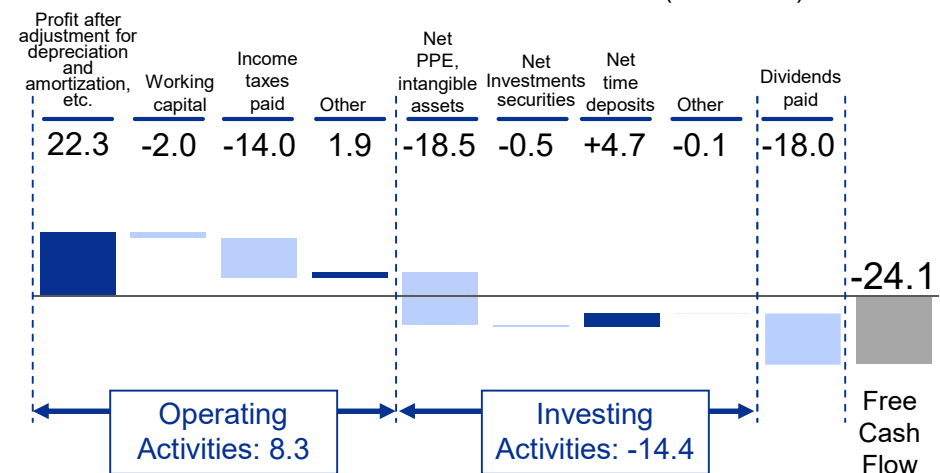 Profit after
adjustment for
depreciation
and
amortization,
etc.
Working
capital
Income
taxes
paid
Other
Net
PPE,
intangible
assets
Net
Investments
securities
Net
time
deposits
Other
Dividends
paid
22.3 -2.0 -14.0 1.9 -18.5 -0.5 +4.7 -0.1 -18.0
-24.1
Operating
Activities: 8.3
Investing
Activities: -14.4
Free
Cash
Flow